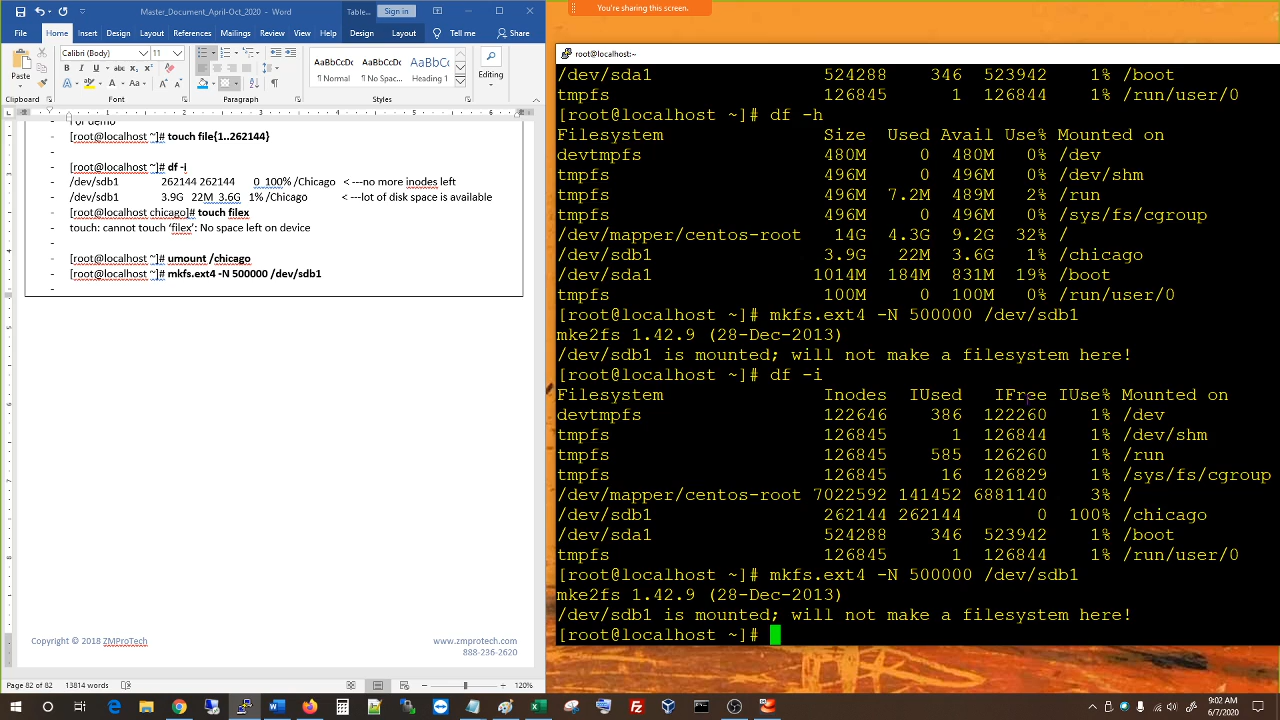 Master_Document_April-Oct_2020 - Word
Table...
Sign in
You're sharing this screen.
File Home Insert Design Layout References Mailings Review View Help Design Layout Tell me Share
root@localhost:~
Calibri (Body) 11
Paste
AaBbCcDc AaBbCcDc AaBbCc
¶ Normal ¶ No Spac... Heading 1
Editing
Clipboard Font Paragraph Styles
- [root@localhost ~]# touch file{1..262144}
-
- [root@localhost ~]# df -i
- /dev/sdb1 262144 262144 0 100% /Chicago < ---no more inodes left
- /dev/sdb1 3.9G 22M 3.6G 1% /Chicago < ---lot of disk space is available
- [root@localhost chicago]# touch filex
- touch: cannot touch ‘filex’: No space left on device
-
- [root@localhost ~]# umount /chicago
- [root@localhost ~]# mkfs.ext4 -N 500000 /dev/sdb1
-
Copyright © 2018 ZMProTech
www.zmprotech.com
888-236-2620
Page 82 of 82 13814 words
120%
/dev/sda1 524288 346 523942 1% /boot
tmpfs 126845 1 126844 1% /run/user/0
[root@localhost ~]# df -h
Filesystem Size Used Avail Use% Mounted on
devtmpfs 480M 0 480M 0% /dev
tmpfs 496M 0 496M 0% /dev/shm
tmpfs 496M 7.2M 489M 2% /run
tmpfs 496M 0 496M 0% /sys/fs/cgroup
/dev/mapper/centos-root 14G 4.3G 9.2G 32% /
/dev/sdb1 3.9G 22M 3.6G 1% /chicago
/dev/sda1 1014M 184M 831M 19% /boot
tmpfs 100M 0 100M 0% /run/user/0
[root@localhost ~]# mkfs.ext4 -N 500000 /dev/sdb1
mke2fs 1.42.9 (28-Dec-2013)
/dev/sdb1 is mounted; will not make a filesystem here!
[root@localhost ~]# df -i
Filesystem Inodes IUsed IFree IUse% Mounted on
devtmpfs 122646 386 122260 1% /dev
tmpfs 126845 1 126844 1% /dev/shm
tmpfs 126845 585 126260 1% /run
tmpfs 126845 16 126829 1% /sys/fs/cgroup
/dev/mapper/centos-root 7022592 141452 6881140 3% /
/dev/sdb1 262144 262144 0 100% /chicago
/dev/sda1 524288 346 523942 1% /boot
tmpfs 126845 1 126844 1% /run/user/0
[root@localhost ~]# mkfs.ext4 -N 500000 /dev/sdb1
mke2fs 1.42.9 (28-Dec-2013)
/dev/sdb1 is mounted; will not make a filesystem here!
[root@localhost ~]#
9:02 AM
6/7/2020